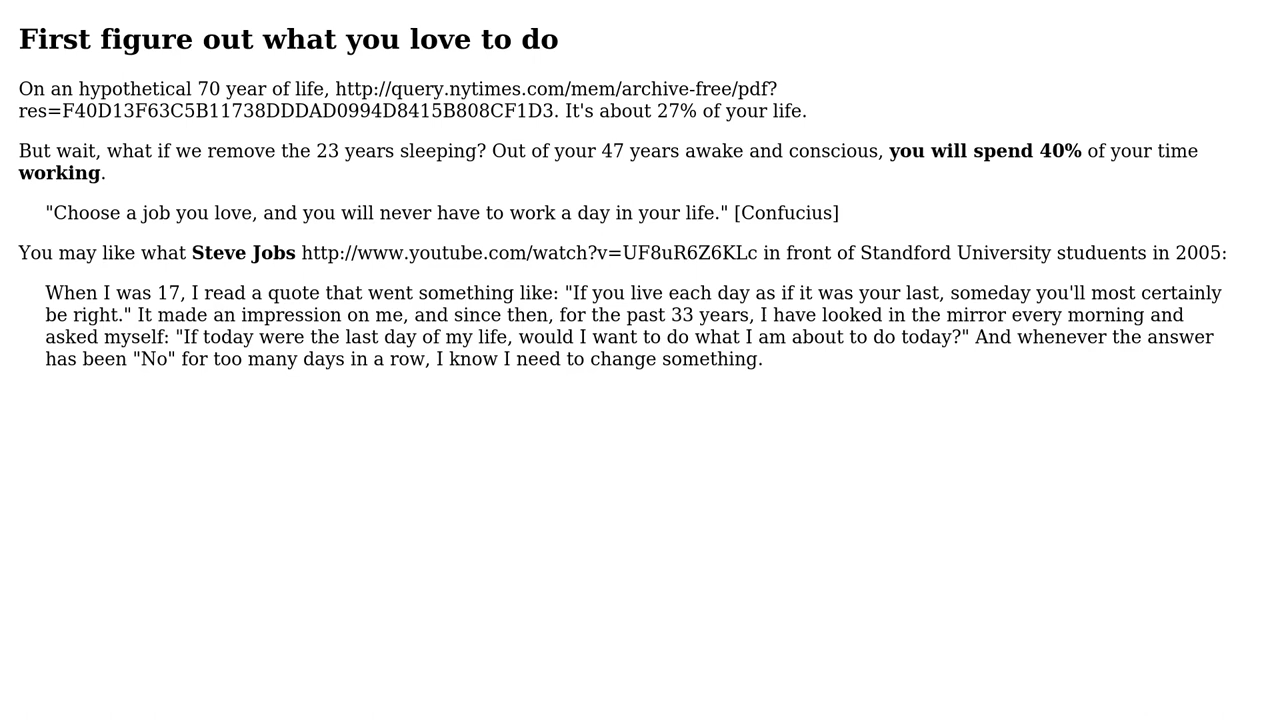 First figure out what you love to do
On an hypothetical 70 year of life, http://query.nytimes.com/mem/archive-free/pdf?
res=F40D13F63C5B11738DDDAD0994D8415B808CF1D3. It's about 27% of your life.
But wait, what if we remove the 23 years sleeping? Out of your 47 years awake and conscious, you will spend 40% of your time
working.
"Choose a job you love, and you will never have to work a day in your life." [Confucius]
You may like what Steve Jobs http://www.youtube.com/watch?v=UF8uR6Z6KLc in front of Standford University studuents in 2005:
When I was 17, I read a quote that went something like: "If you live each day as if it was your last, someday you'll most certainly
be right." It made an impression on me, and since then, for the past 33 years, I have looked in the mirror every morning and
asked myself: "If today were the last day of my life, would I want to do what I am about to do today?" And whenever the answer
has been "No" for too many days in a row, I know I need to change something.